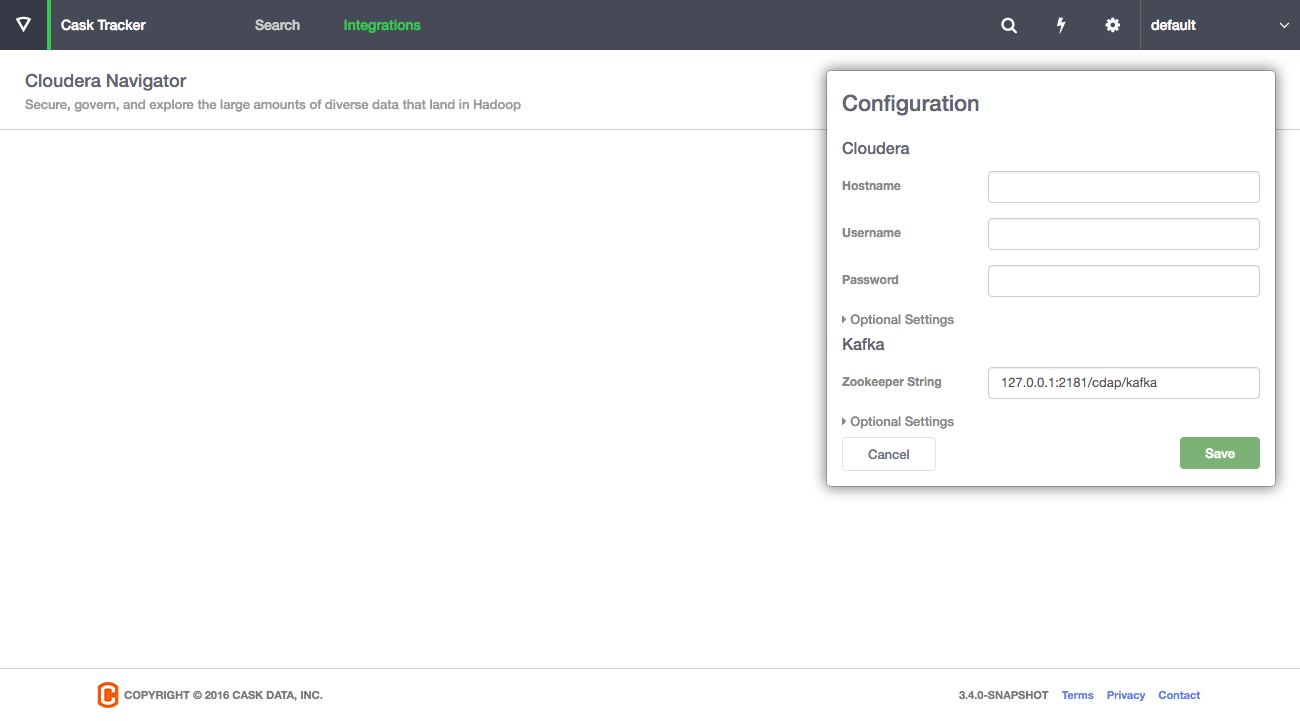 Cask Tracker Search Integrations default
Cloudera Navigator
Secure, govern, and explore the large amounts of diverse data that land in Hadoop
Configuration
Cloudera
Hostname
Username
Password
Optional Settings
Kafka
Zookeeper String 127.0.0.1:2181/cdap/kafka
Optional Settings
Cancel Save
COPYRIGHT © 2016 CASK DATA, INC. 3.4.0-SNAPSHOT Terms Privacy Contact